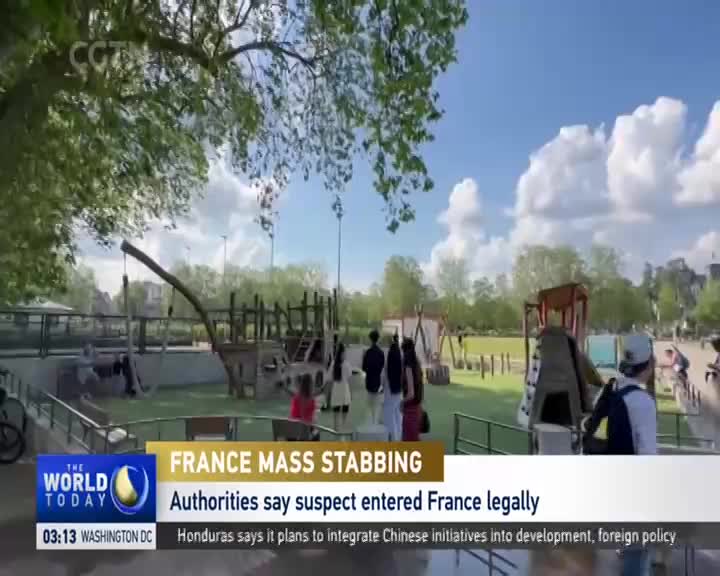 CGTN
FRANCE MASS STABBING
THE WORLD TODAY
Authorities say suspect entered France legally
03:13 WASHINGTON DC
Honduras says it plans to integrate Chinese initiatives into development, foreign policy